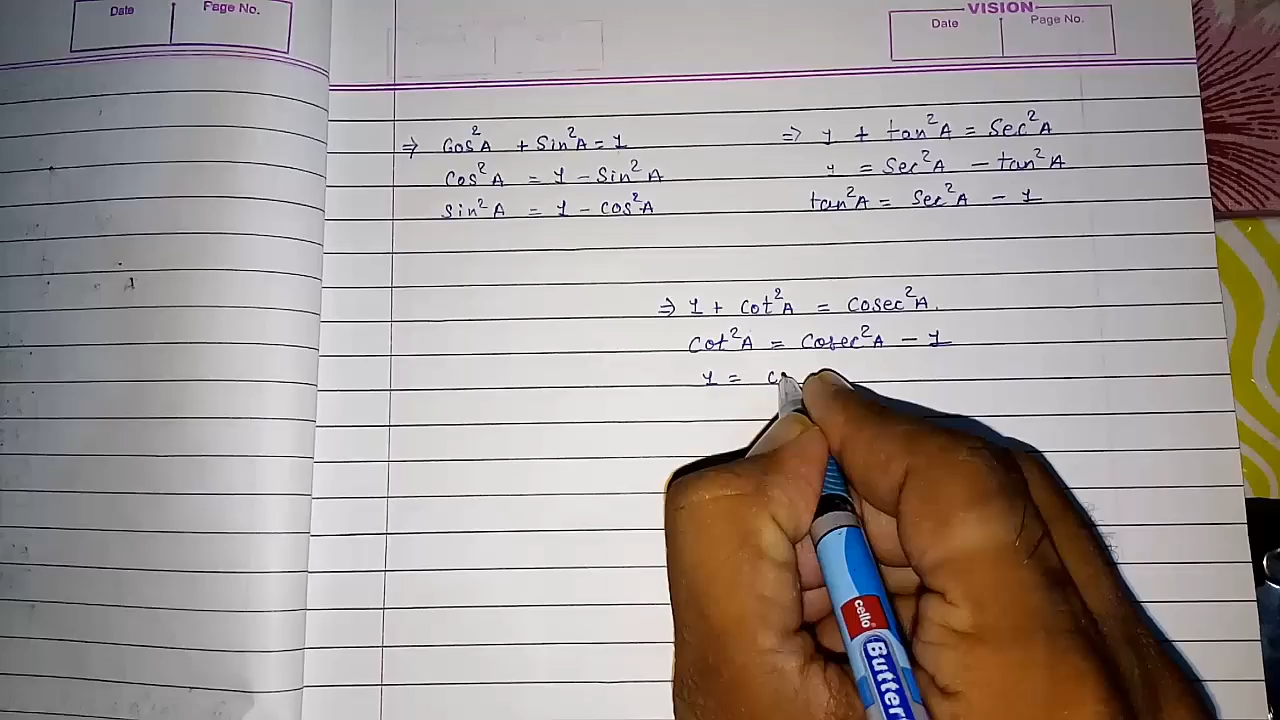 Date Page No.
VISION
Date Page No.
⇒ Cos²A + Sin²A = 1
Cos²A = 1 - Sin²A
Sin²A = 1 - COS²A
⇒ 1 + tan²A = Sec²A
1 = Sec²A - tan²A
tan²A = Sec²A - 1
⇒ 1 + Cot²A = Cosec²A.
Cot²A = Cosec²A - 1
1 = co
cello
Butter